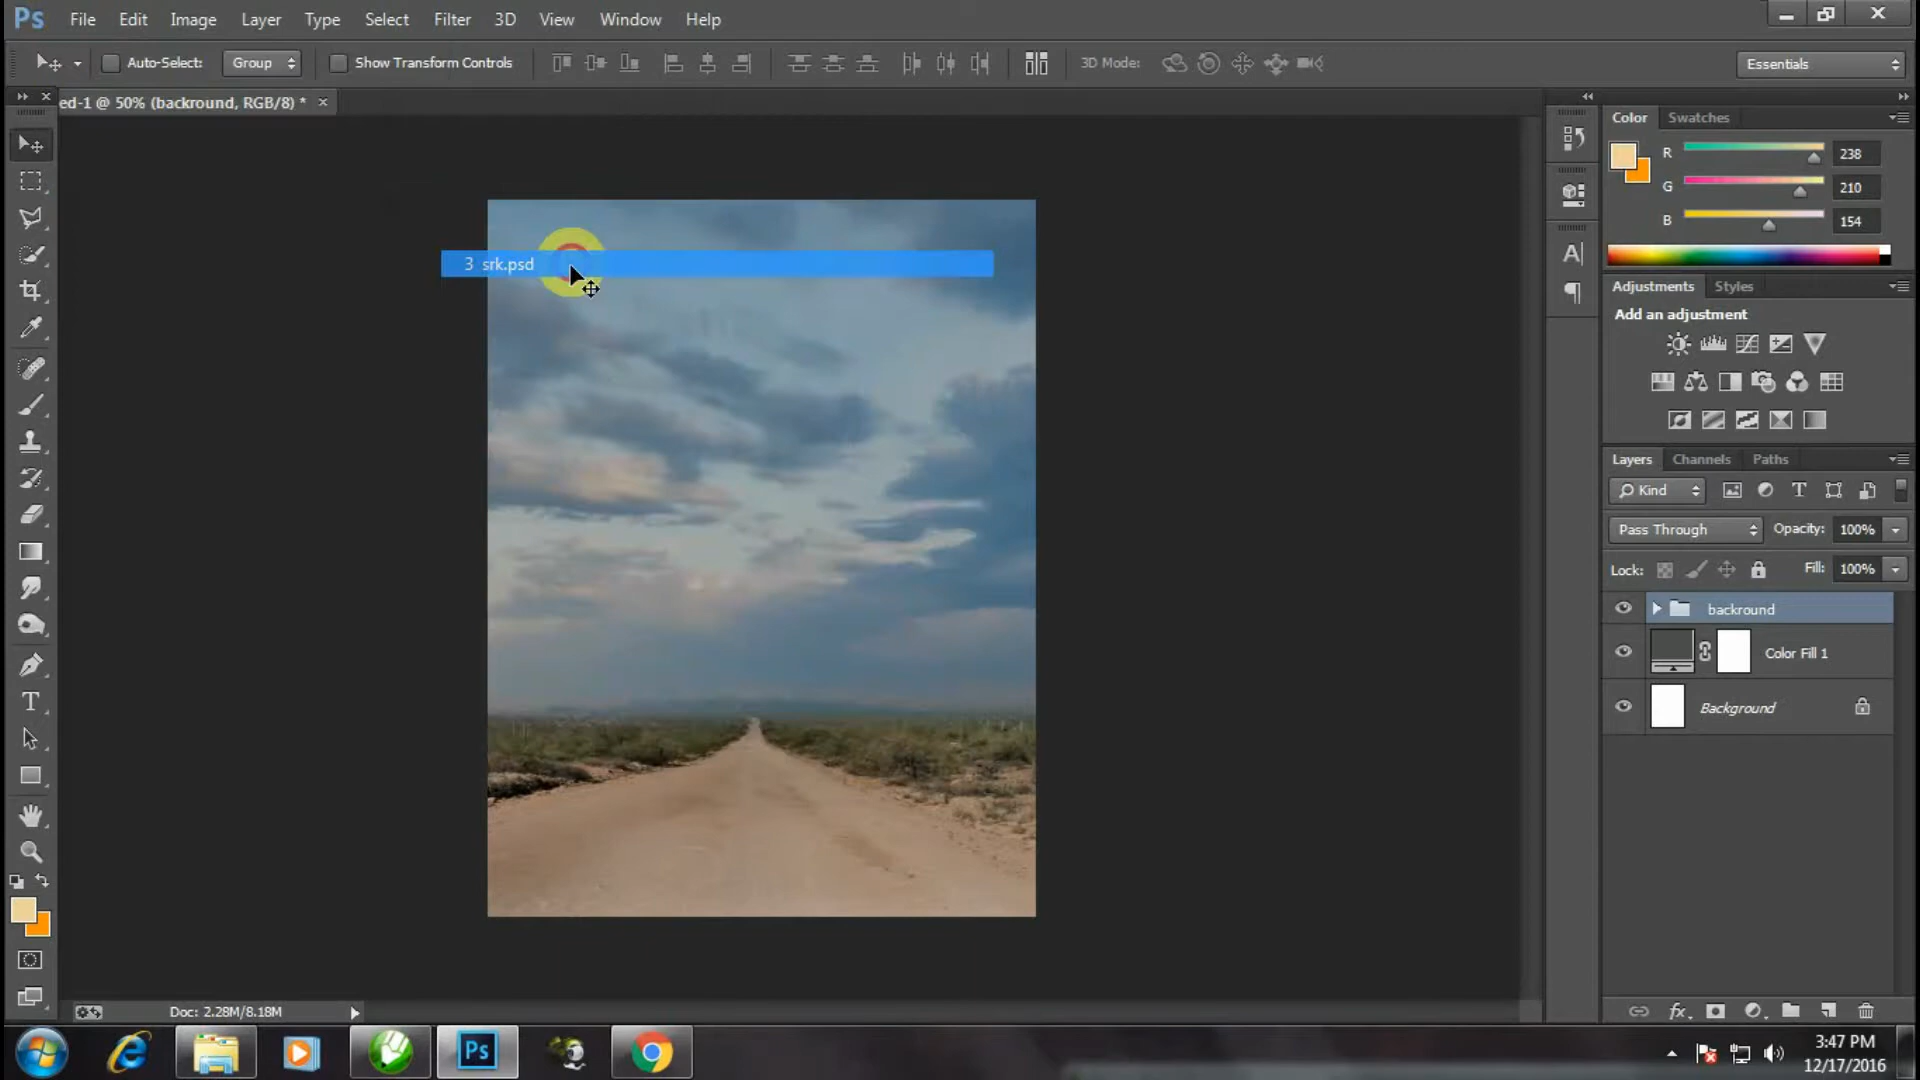 Ps File Edit Image Layer Type Select Filter 3D View Window Help
Auto-Select: Group Show Transform Controls 3D Mode: Essentials
ed-1 @ 50% (backround, RGB/8) * ×
Color Swatches
R 238
G 210
B 154
3 srk.psd
Adjustments Styles
Add an adjustment
Layers Channels Paths
Kind
Pass Through Opacity: 100%
Lock: Fill: 100%
backround
Color Fill 1
Background
Doc: 2.28M/8.18M
Ps
3:47 PM
12/17/2016